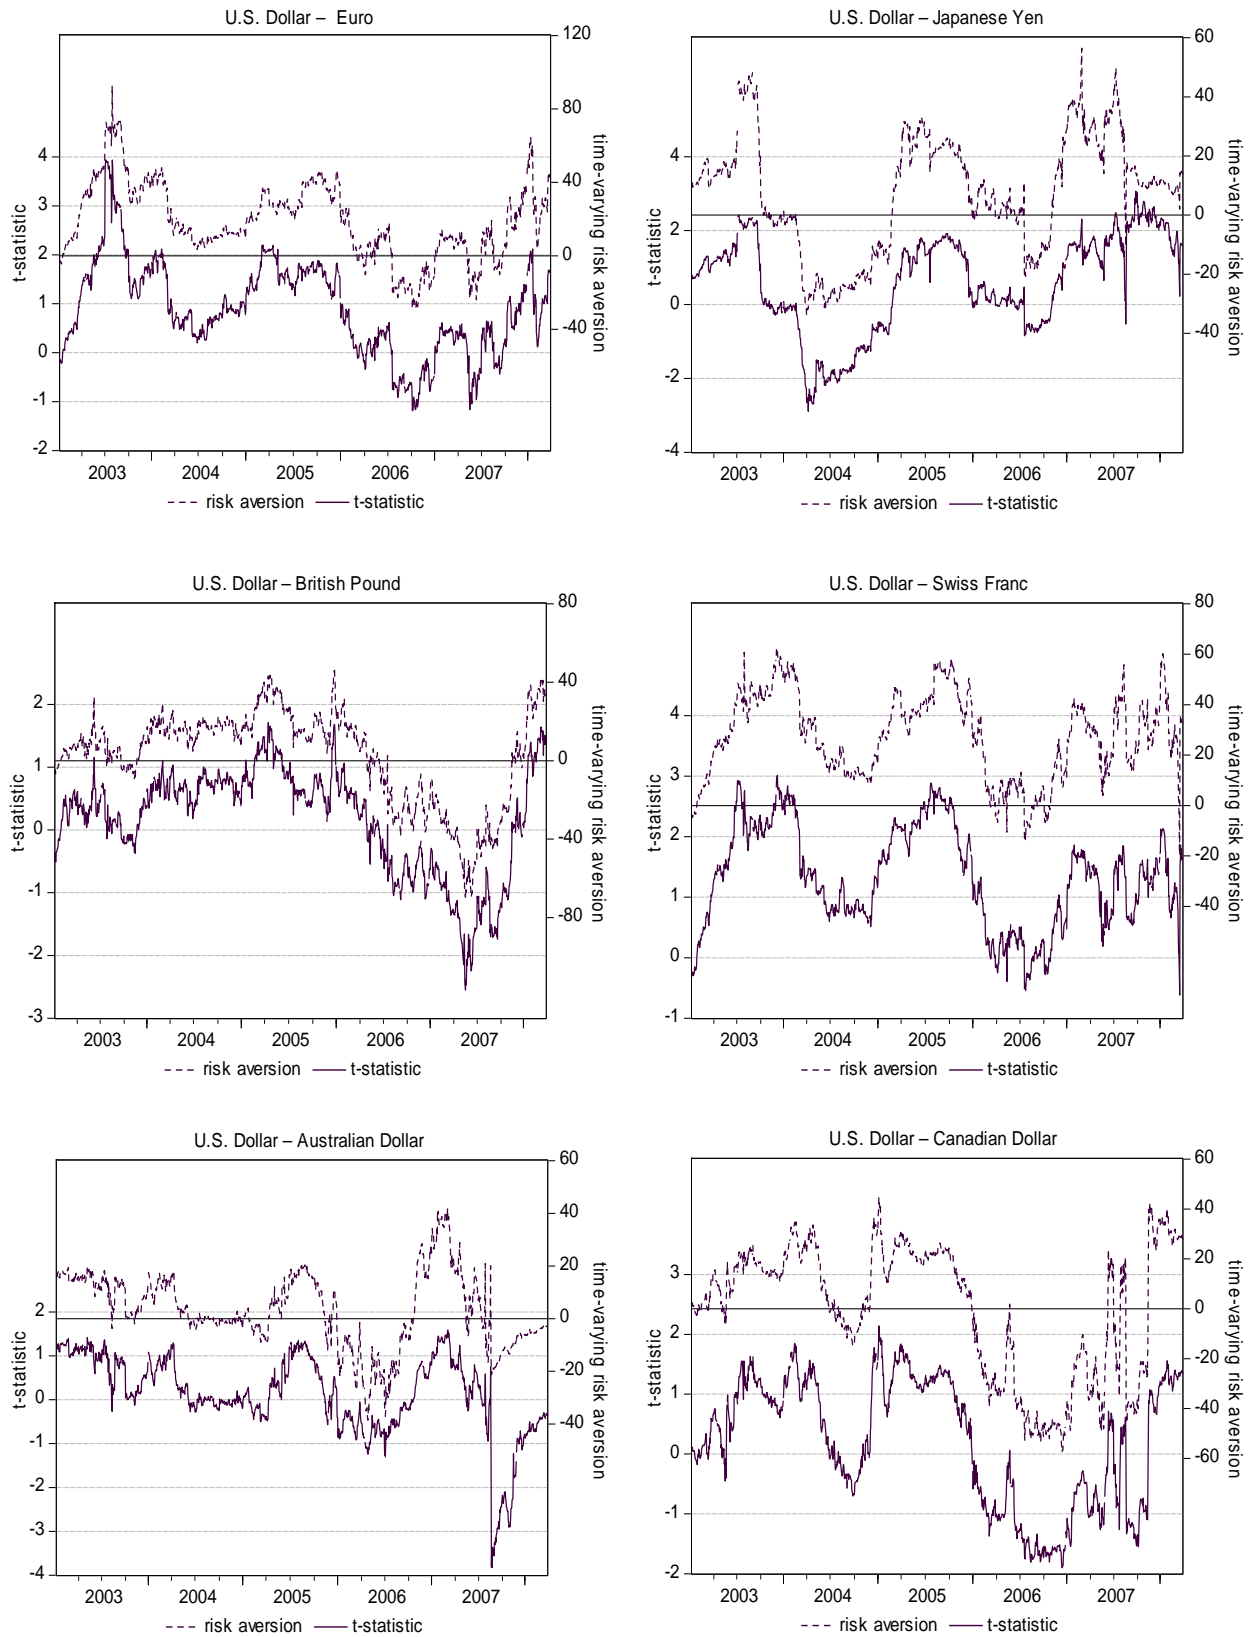 U.S. Dollar – Euro
120
80
40
0
-40
4
3
2
1
0
-1
-2
t-statistic
time-varying risk aversion
2003 2004 2005 2006 2007
risk aversion t-statistic
U.S. Dollar – Japanese Yen
60
40
20
0
-20
-40
4
2
0
-2
-4
t-statistic
time-varying risk aversion
2003 2004 2005 2006 2007
risk aversion t-statistic
U.S. Dollar – British Pound
80
40
0
-40
-80
2
1
0
-1
-2
-3
t-statistic
time-varying risk aversion
2003 2004 2005 2006 2007
risk aversion t-statistic
U.S. Dollar – Swiss Franc
80
60
40
20
0
-20
-40
4
3
2
1
0
-1
t-statistic
time-varying risk aversion
2003 2004 2005 2006 2007
risk aversion t-statistic
U.S. Dollar – Australian Dollar
60
40
20
0
-20
-40
2
1
0
-1
-2
-3
-4
t-statistic
time-varying risk aversion
2003 2004 2005 2006 2007
risk aversion t-statistic
U.S. Dollar – Canadian Dollar
60
40
20
0
-20
-40
-60
3
2
1
0
-1
-2
t-statistic
time-varying risk aversion
2003 2004 2005 2006 2007
risk aversion t-statistic